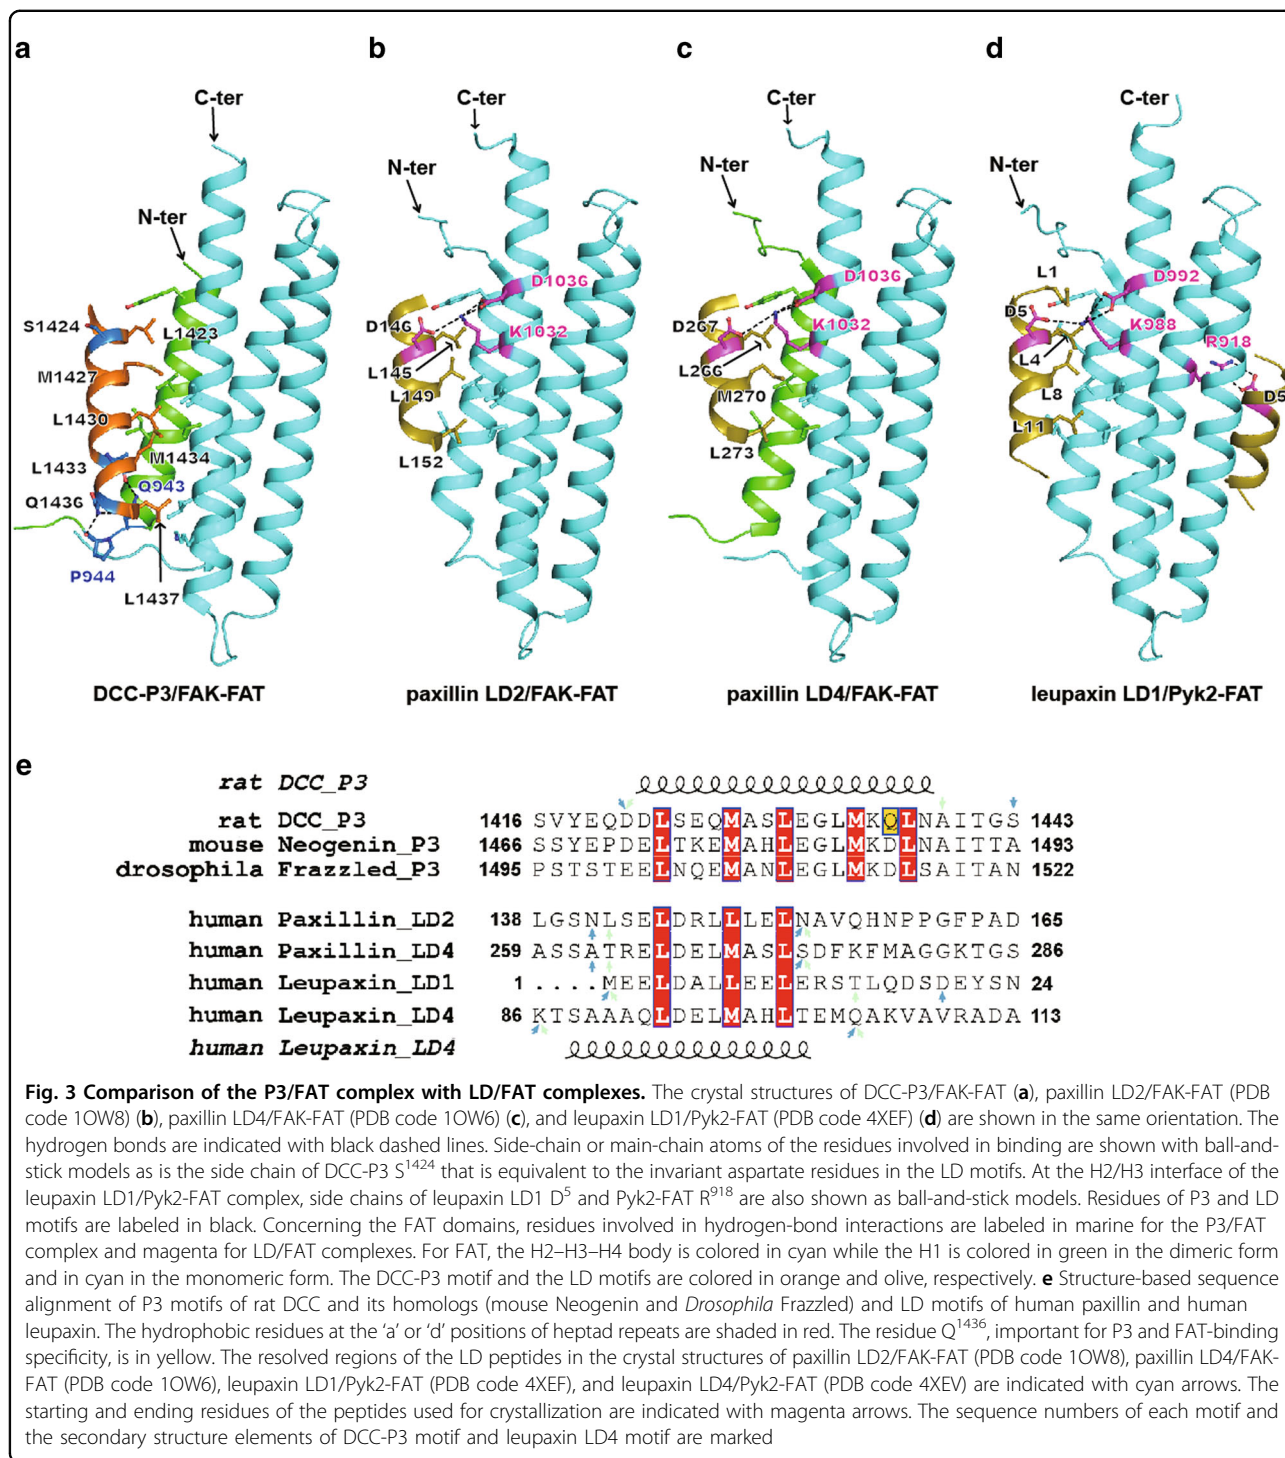 a
b
c
d
C-ter
C-ter
C-ter
C-ter
N-ter
N-ter
N-ter
N-ter
S1424
L1423
M1427
L1430
L1433
M1434
Q943
Q1436
P944
L1437
D1036
D146
K1032
L145
L149
L152
D1036
D267
K1032
L266
M270
L273
L1
D992
D5
K988
L4
R918
L8
D5
L11
DCC-P3/FAK-FAT
paxillin LD2/FAK-FAT
paxillin LD4/FAK-FAT
leupaxin LD1/Pyk2-FAT
e
rat DCC_P3
rat DCC_P3 1416 SVYEQDDLSEQMASLEGLMKQLNAITGS 1443
mouse Neogenin_P3 1466 SSYEPDELTKEMAHLEGLMKDLNAITTA 1493
drosophila Frazzled_P3 1495 PSTSTEELNQEMANLEGLMKDLSAITAN 1522
human Paxillin_LD2 138 LGSNLSELDRLLLELNAVQHNPPGFPAD 165
human Paxillin_LD4 259 ASSATRELDELMASLSDFKFMAGGKTGS 286
human Leupaxin_LD1 1 ....MEELDALLEELERSTLQDSDEYSN 24
human Leupaxin_LD4 86 KTSAAAQLDELMAHLTEMQAKVAVRADA 113
human Leupaxin_LD4
Fig. 3 Comparison of the P3/FAT complex with LD/FAT complexes. The crystal structures of DCC-P3/FAK-FAT (a), paxillin LD2/FAK-FAT (PDB
code 1OW8) (b), paxillin LD4/FAK-FAT (PDB code 1OW6) (c), and leupaxin LD1/Pyk2-FAT (PDB code 4XEF) (d) are shown in the same orientation. The
hydrogen bonds are indicated with black dashed lines. Side-chain or main-chain atoms of the residues involved in binding are shown with ball-and-
stick models as is the side chain of DCC-P3 S1424 that is equivalent to the invariant aspartate residues in the LD motifs. At the H2/H3 interface of the
leupaxin LD1/Pyk2-FAT complex, side chains of leupaxin LD1 D5 and Pyk2-FAT R918 are also shown as ball-and-stick models. Residues of P3 and LD
motifs are labeled in black. Concerning the FAT domains, residues involved in hydrogen-bond interactions are labeled in marine for the P3/FAT
complex and magenta for LD/FAT complexes. For FAT, the H2–H3–H4 body is colored in cyan while the H1 is colored in green in the dimeric form
and in cyan in the monomeric form. The DCC-P3 motif and the LD motifs are colored in orange and olive, respectively. e Structure-based sequence
alignment of P3 motifs of rat DCC and its homologs (mouse Neogenin and Drosophila Frazzled) and LD motifs of human paxillin and human
leupaxin. The hydrophobic residues at the ‘a’ or ‘d’ positions of heptad repeats are shaded in red. The residue Q1436, important for P3 and FAT-binding
specificity, is in yellow. The resolved regions of the LD peptides in the crystal structures of paxillin LD2/FAK-FAT (PDB code 1OW8), paxillin LD4/FAK-
FAT (PDB code 1OW6), leupaxin LD1/Pyk2-FAT (PDB code 4XEF), and leupaxin LD4/Pyk2-FAT (PDB code 4XEV) are indicated with cyan arrows. The
starting and ending residues of the peptides used for crystallization are indicated with magenta arrows. The sequence numbers of each motif and
the secondary structure elements of DCC-P3 motif and leupaxin LD4 motif are marked